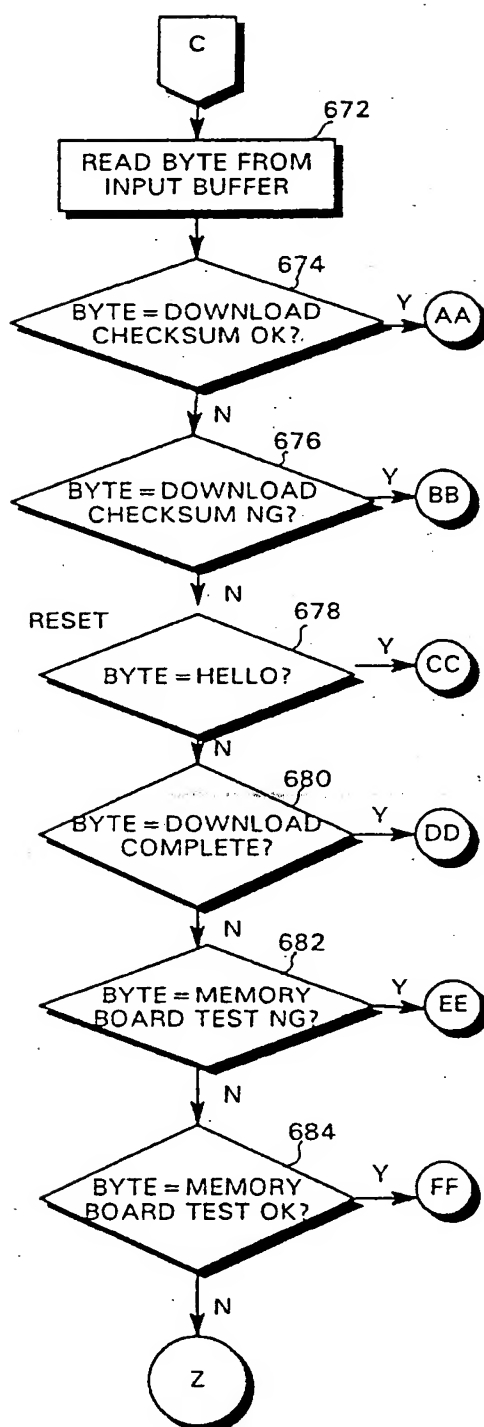 C
672
READ BYTE FROM
INPUT BUFFER
674
BYTE = DOWNLOAD
CHECKSUM OK?
Y
AA
N
676
BYTE = DOWNLOAD
CHECKSUM NG?
Y
BB
N
RESET
678
BYTE = HELLO?
Y
CC
N
680
BYTE = DOWNLOAD
COMPLETE?
Y
DD
N
682
BYTE = MEMORY
BOARD TEST NG?
Y
EE
N
684
BYTE = MEMORY
BOARD TEST OK?
Y
FF
N
Z